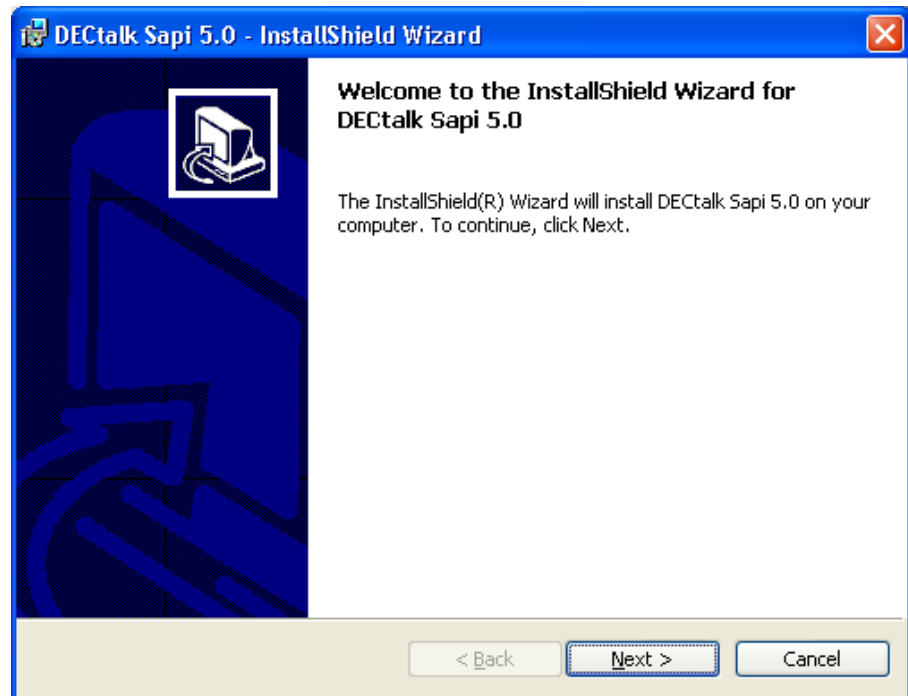 DECtalk Sapi 5.0 - InstallShield Wizard
Welcome to the InstallShield Wizard for
DECtalk Sapi 5.0
The InstallShield(R) Wizard will install DECtalk Sapi 5.0 on your
computer. To continue, click Next.
< Back Next > Cancel